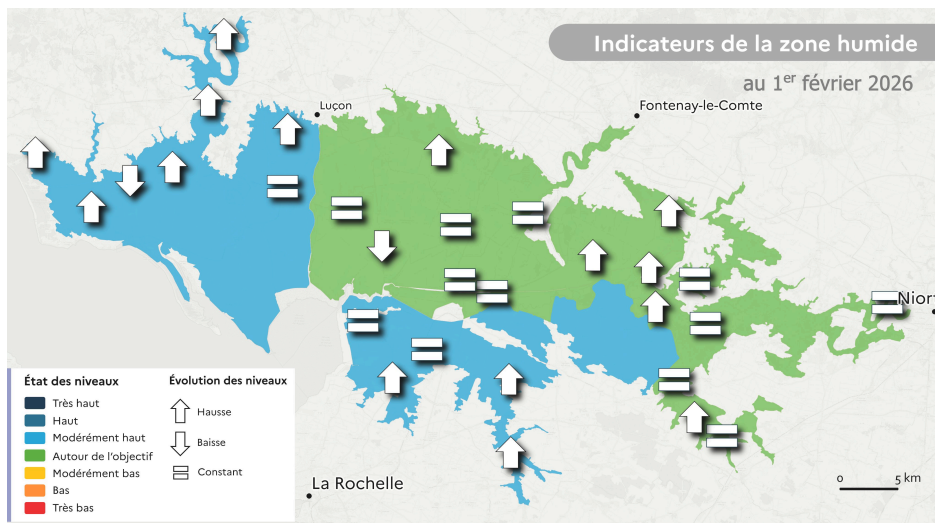 Indicateurs de la zone humide
au 1er février 2026
Luçon
Fontenay-le-Comte
Niort
La Rochelle
État des niveaux
Très haut
Haut
Modérément haut
Autour de l'objectif
Modérément bas
Bas
Très bas
Évolution des niveaux
Hausse
Baisse
Constant
0 5 km